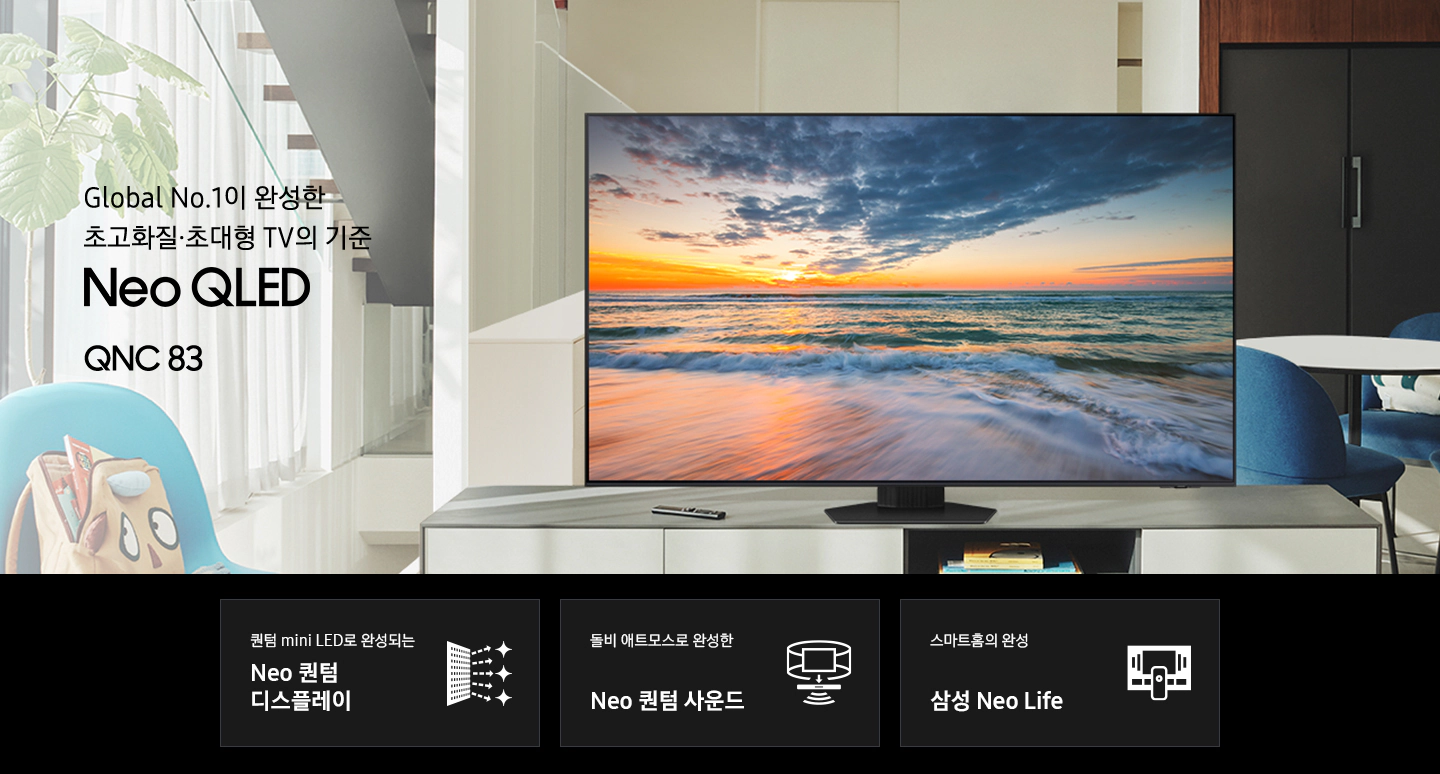 Global No.1이 완성한
초고화질·초대형 TV의 기준
Neo QLED
QNC 83
퀀텀 mini LED로 완성되는
Neo 퀀텀
디스플레이
돌비 애트모스로 완성한
Neo 퀀텀 사운드
스마트홈의 완성
삼성 Neo Life